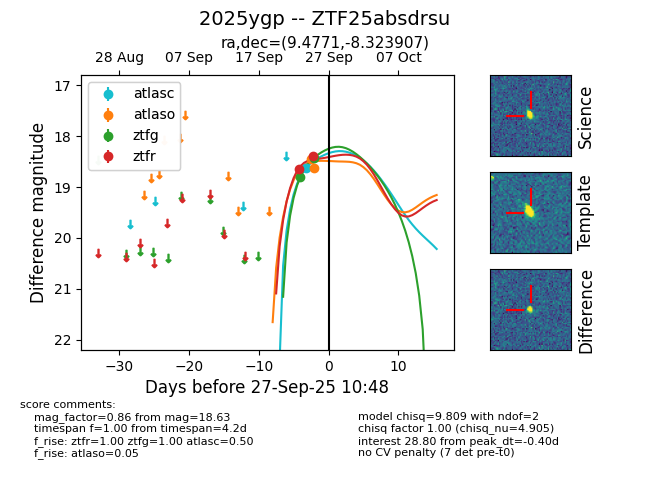 2025ygp -- ZTF25absdrsu
ra,dec=(9.4771,-8.323907)
28 Aug 07 Sep 17 Sep 27 Sep 07 Oct
17
18
19
20
21
22
Difference magnitude
atlasc
atlaso
ztfg
ztfr
−30 −20 −10 0 10
Days before 27-Sep-25 10:48
Science
Template
Difference
score comments:
mag_factor=0.86 from mag=18.63
timespan f=1.00 from timespan=4.2d
f_rise: ztfr=1.00 ztfg=1.00 atlasc=0.50
f_rise: atlaso=0.05
model chisq=9.809 with ndof=2
chisq factor 1.00 (chisq_nu=4.905)
interest 28.80 from peak_dt=-0.40d
no CV penalty (7 det pre-t0)